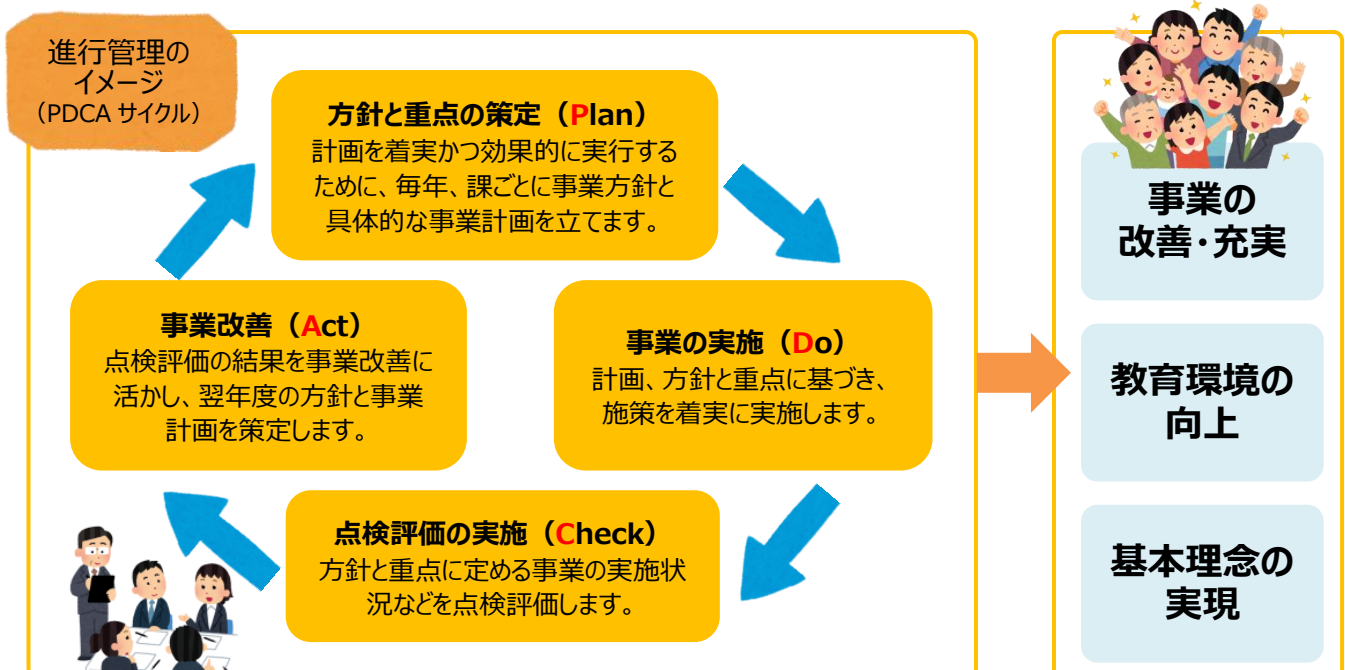 進行管理の
イメージ
（PDCA サイクル）
方針と重点の策定（Plan）
計画を着実かつ効果的に実行する
ために、毎年、課ごとに事業方針と
具体的な事業計画を立てます。
事業改善（Act）
点検評価の結果を事業改善に
活かし、翌年度の方針と事業
計画を策定します。
事業の実施（Do）
計画、方針と重点に基づき、
施策を着実に実施します。
点検評価の実施（Check）
方針と重点に定める事業の実施状
況などを点検評価します。
事業の
改善・充実
教育環境の
向上
基本理念の
実現